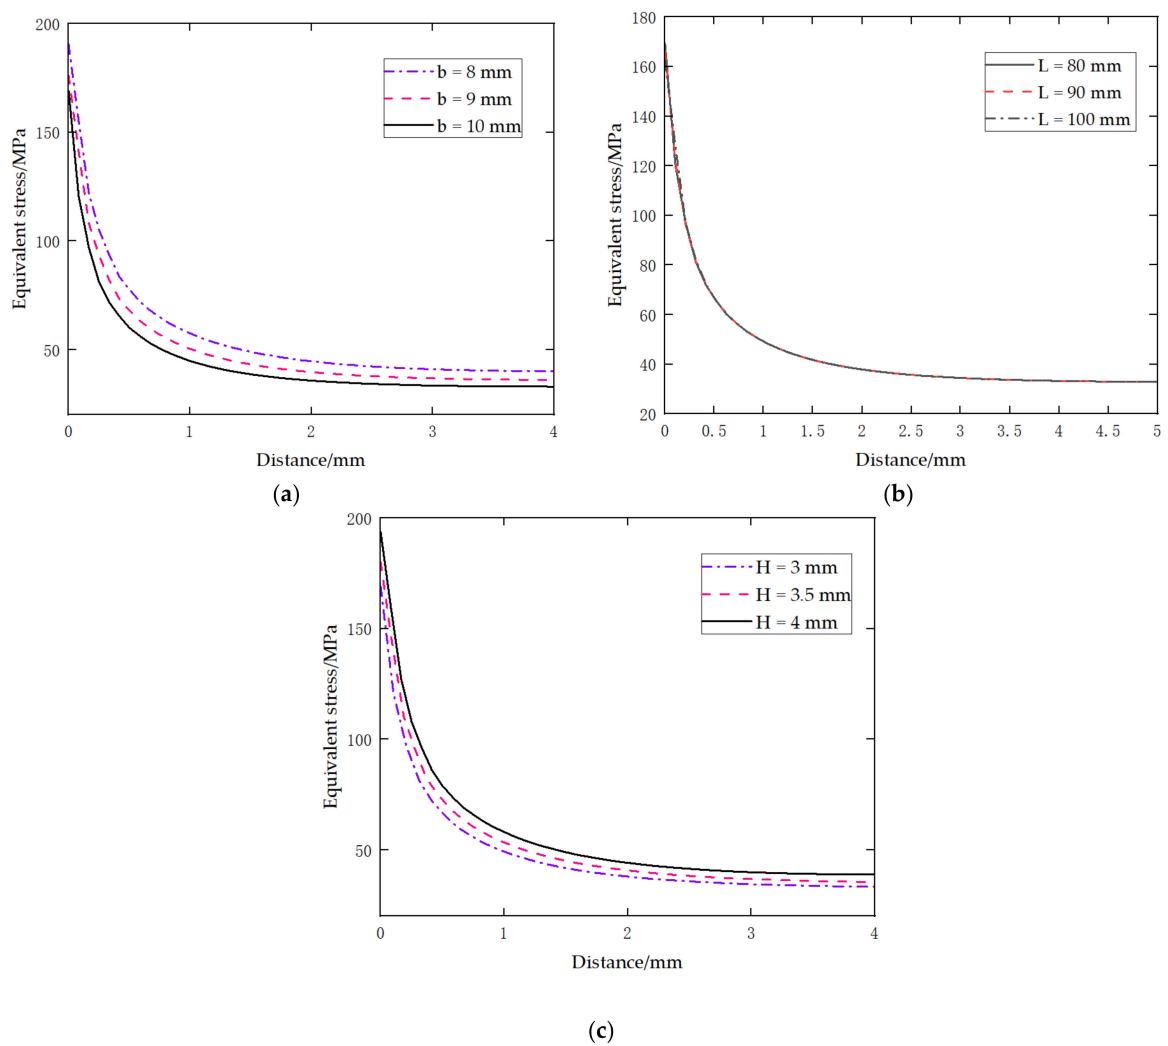 200
150
100
50
Equivalent stress/MPa
b = 8 mm
b = 9 mm
b = 10 mm
0 1 2 3 4
Distance/mm
(a)
180
160
140
120
100
80
60
40
20
Equivalent stress/MPa
L = 80 mm
L = 90 mm
L = 100 mm
0 0.5 1 1.5 2 2.5 3 3.5 4 4.5 5
Distance/mm
(b)
200
150
100
50
Equivalent stress/MPa
H = 3 mm
H = 3.5 mm
H = 4 mm
0 1 2 3 4
Distance/mm
(c)